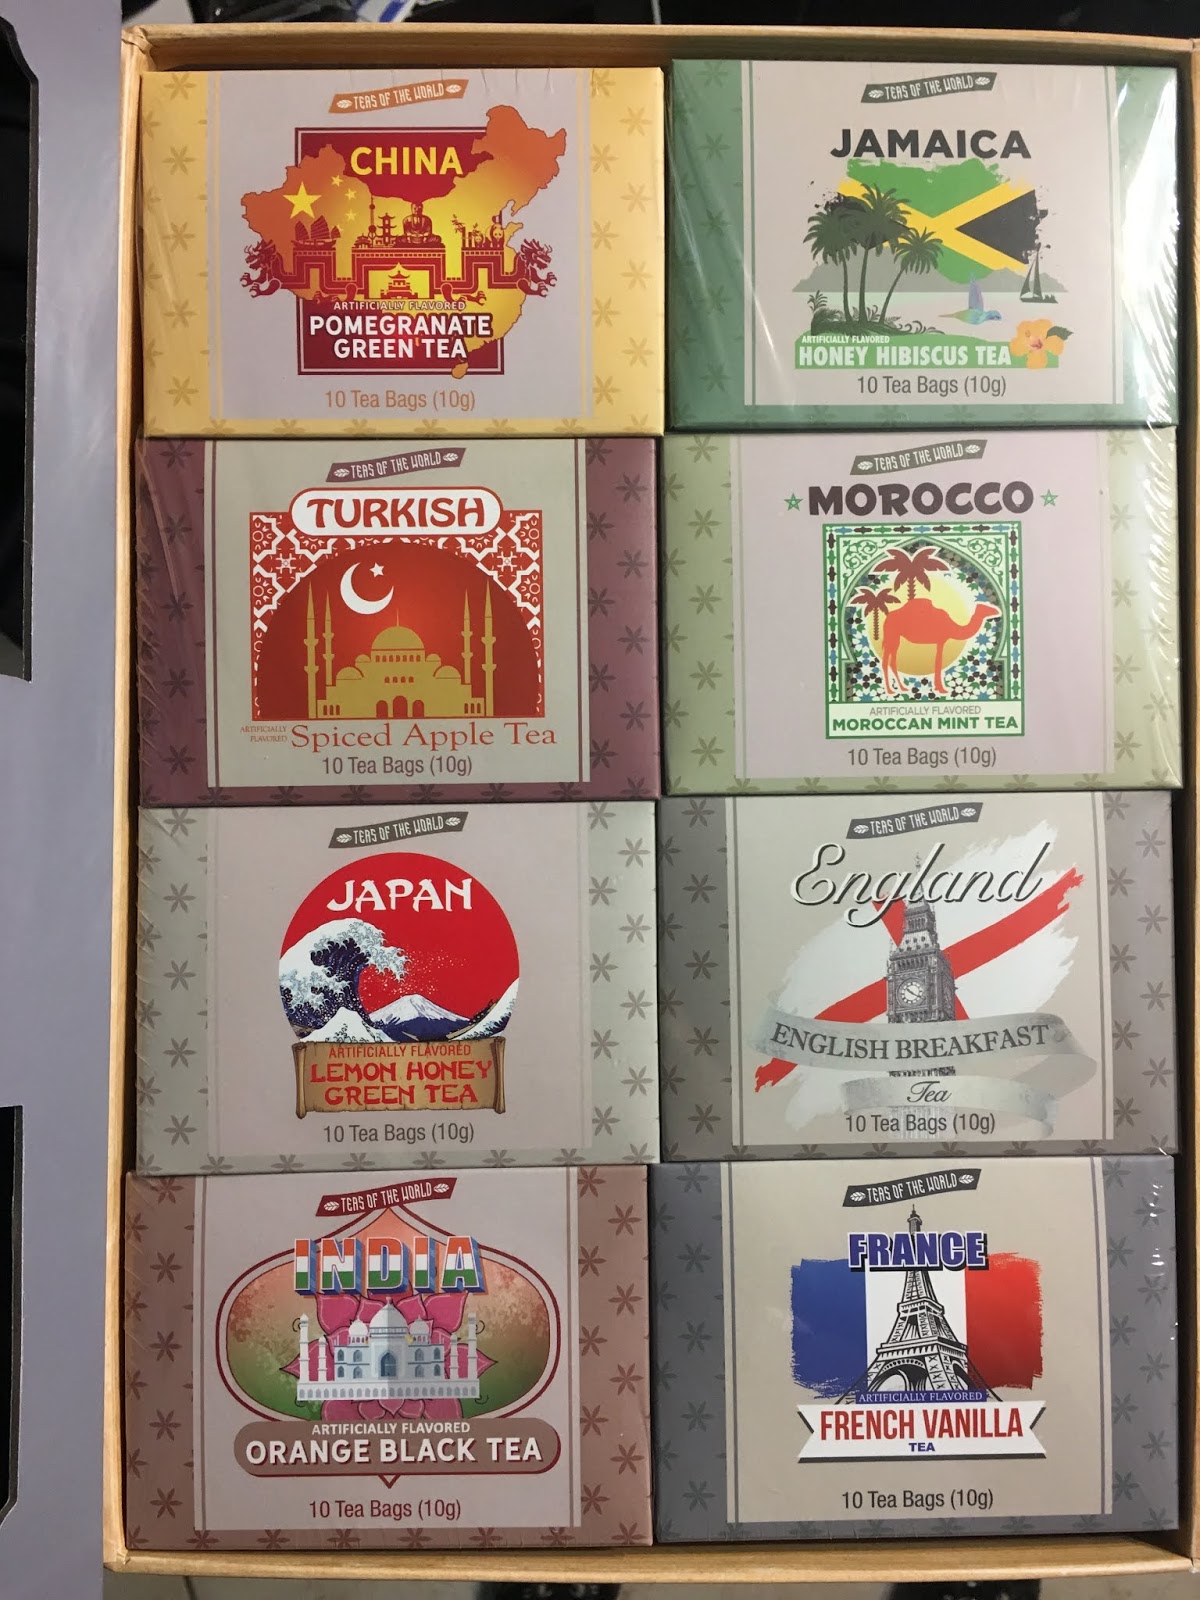 TEAS OF THE WORLD
CHINA
ARTIFICIALLY FLAVORED
POMEGRANATE
GREEN TEA
10 Tea Bags (10g)
TEAS OF THE WORLD
JAMAICA
ARTIFICIALLY FLAVORED
HONEY HIBISCUS TEA
10 Tea Bags (10g)
TEAS OF THE WORLD
TURKISH
ARTIFICIALLY
FLAVORED
Spiced Apple Tea
10 Tea Bags (10g)
TEAS OF THE WORLD
MOROCCO
ARTIFICIALLY FLAVORED
MOROCCAN MINT TEA
10 Tea Bags (10g)
TEAS OF THE WORLD
JAPAN
ARTIFICIALLY FLAVORED
LEMON HONEY
GREEN TEA
10 Tea Bags (10g)
TEAS OF THE WORLD
England
ENGLISH BREAKFAST
Tea
10 Tea Bags (10g)
TEAS OF THE WORLD
INDIA
ARTIFICIALLY FLAVORED
ORANGE BLACK TEA
10 Tea Bags (10g)
TEAS OF THE WORLD
FRANCE
ARTIFICIALLY FLAVORED
FRENCH VANILLA
TEA
10 Tea Bags (10g)